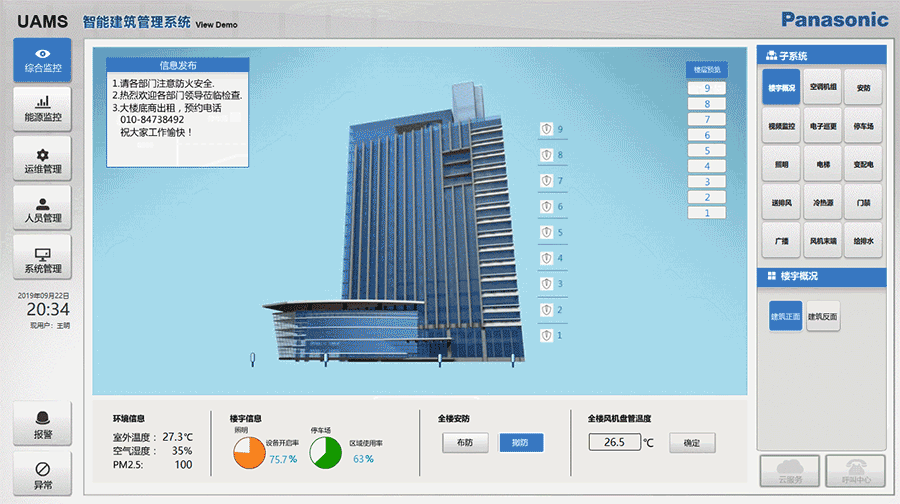 UAMS 智能建筑管理系统 View Demo
Panasonic
综合监控
能源监控
运维管理
人员管理
系统管理
2019年09月22日
20:34
现用户：王明
报警
异常
信息发布
1.请各部门注意防火安全.
2.热烈欢迎各部门领导莅临检查.
3.大楼底商出租，预约电话
010-84738492
祝大家工作愉快！
9
8
7
6
5
4
3
2
1
楼层预览
9
8
7
6
5
4
3
2
1
环境信息
室外温度： 27.3℃
空气湿度： 35%
PM2.5: 100
楼宇信息
照明
设备开启率
75.7 %
停车场
区域使用率
63 %
全楼安防
布防
撤防
全楼风机盘管温度
26.5 ℃ 确定
子系统
楼宇概况 空调机组 安防
视频监控 电子巡更 停车场
照明 电梯 变配电
送排风 冷热源 门禁
广播 风机末端 给排水
楼宇概况
建筑正面 建筑反面
云服务 呼叫中心